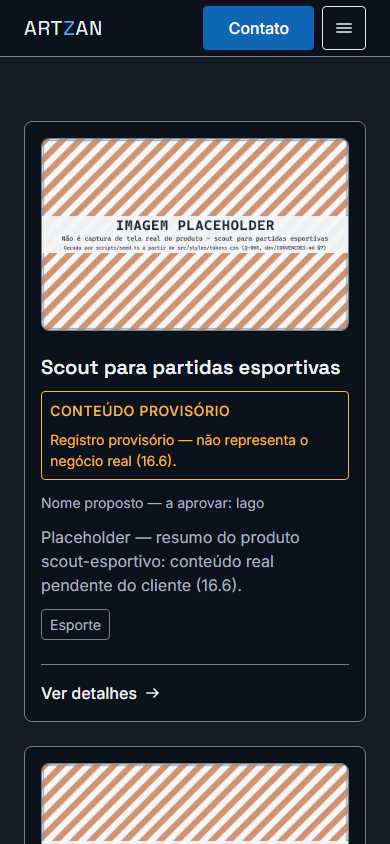 ARTZAN
Contato
IMAGEM PLACEHOLDER
Não é captura de tela real do produto — scout para partidas esportivas
Gerada por scripts/seed.ts a partir de src/styles/tokens.css (Q-005, dev/CONVENCOES.md §7)
Scout para partidas esportivas
CONTEÚDO PROVISÓRIO
Registro provisório — não representa o
negócio real (16.6).
Nome proposto — a aprovar: Iago
Placeholder — resumo do produto
scout-esportivo: conteúdo real
pendente do cliente (16.6).
Esporte
Ver detalhes →